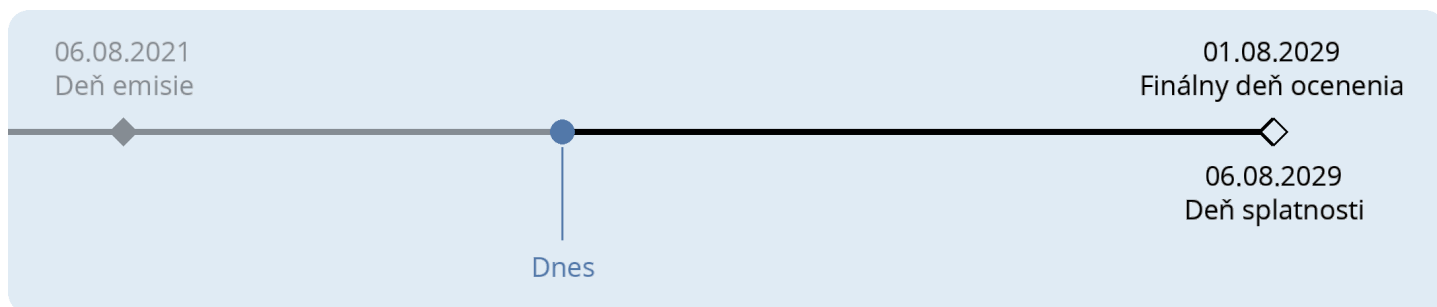 06.08.2021
Deň emisie
01.08.2029
Finálny deň ocenenia
06.08.2029
Deň splatnosti
Dnes